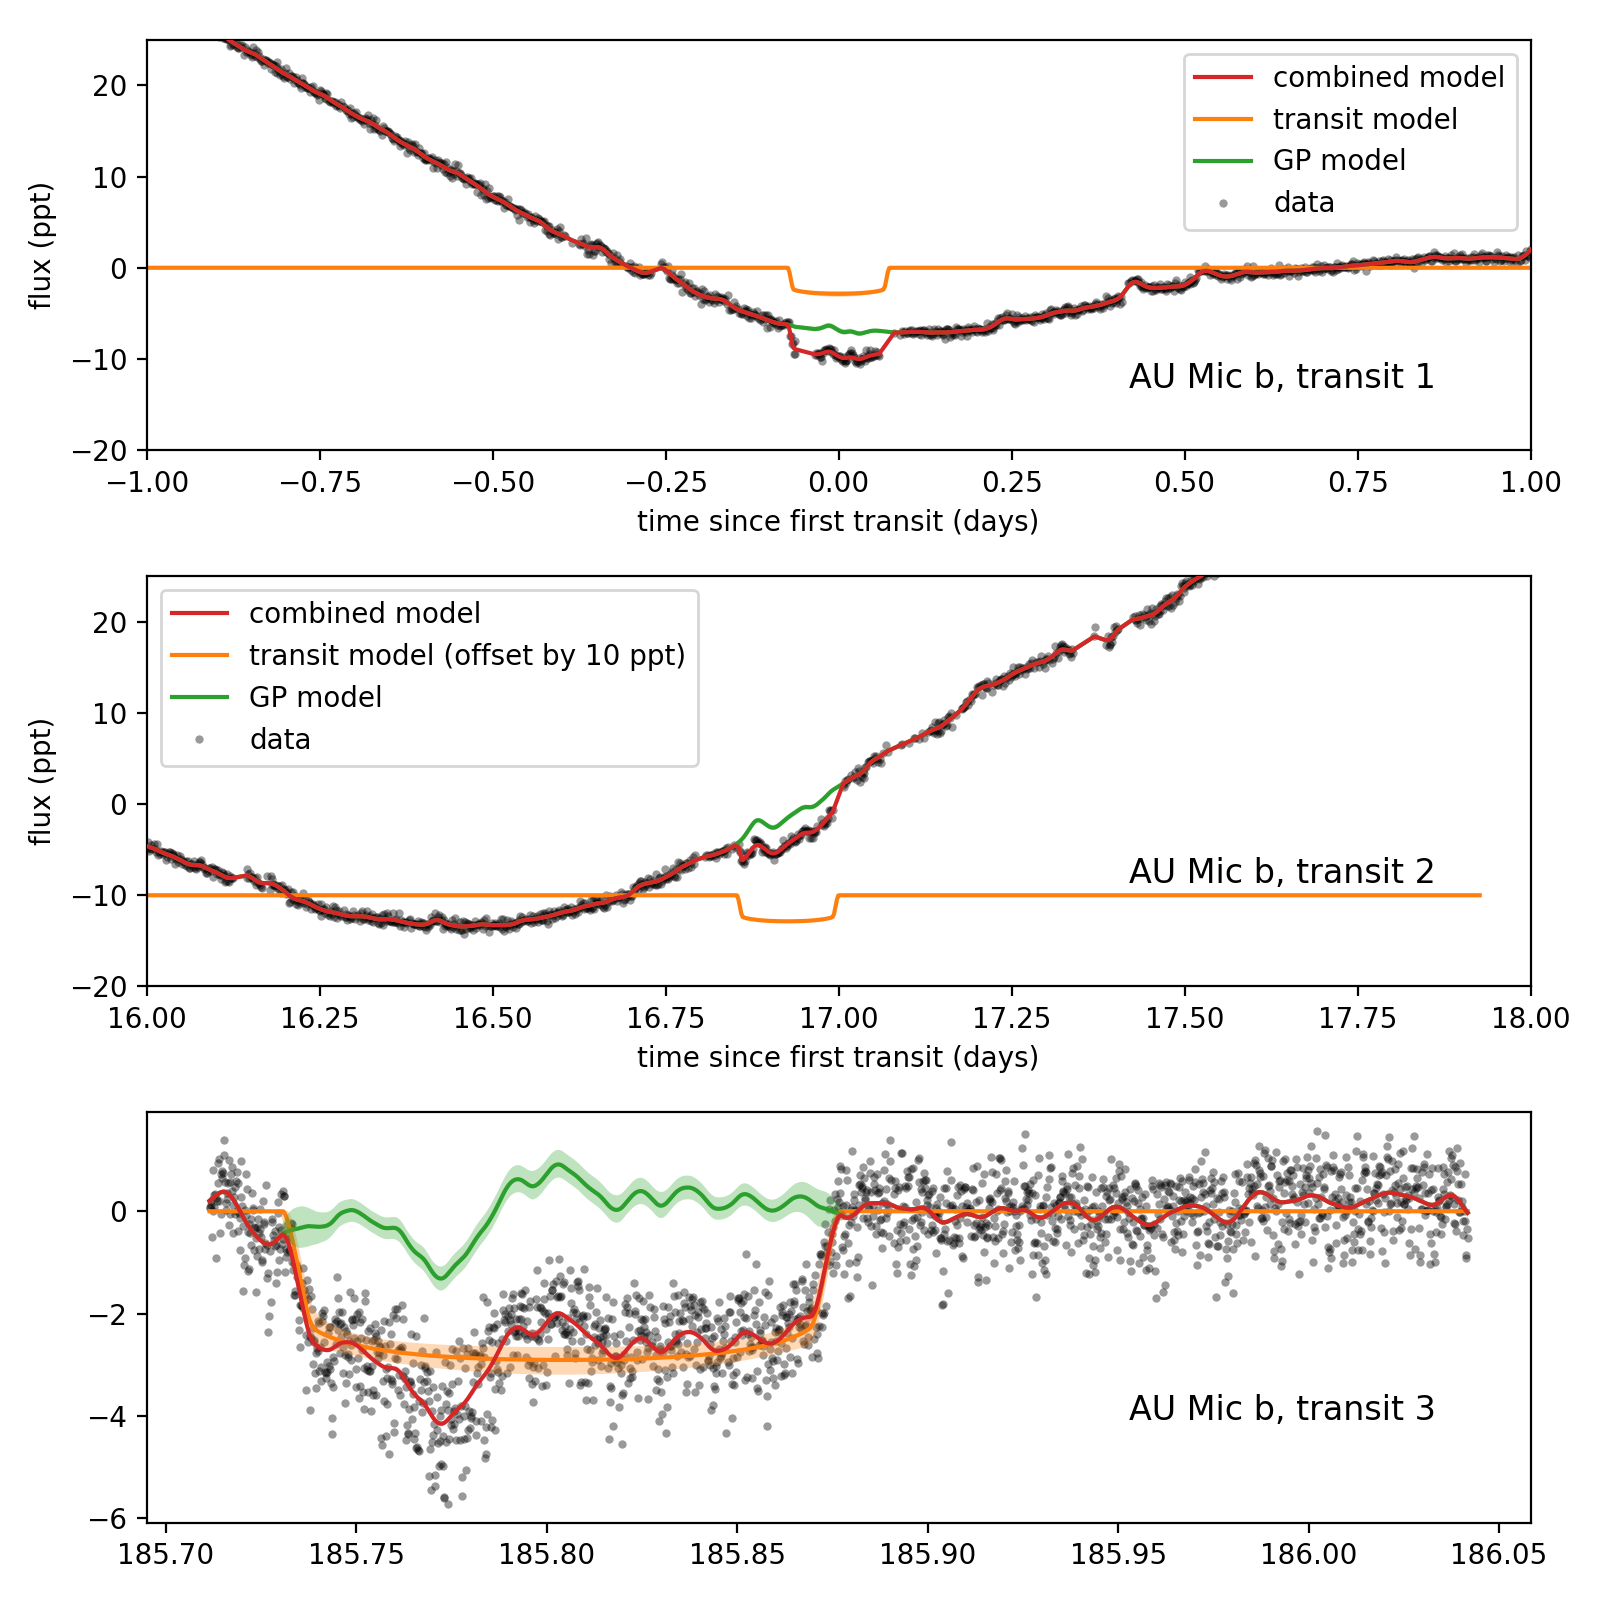 20
10
0
−10
−20
flux (ppt)
combined model
transit model
GP model
data
AU Mic b, transit 1
−1.00 −0.75 −0.50 −0.25 0.00 0.25 0.50 0.75 1.00
time since first transit (days)
20
10
0
−10
−20
flux (ppt)
combined model
transit model (offset by 10 ppt)
GP model
data
AU Mic b, transit 2
16.00 16.25 16.50 16.75 17.00 17.25 17.50 17.75 18.00
time since first transit (days)
0
−2
−4
−6
AU Mic b, transit 3
185.70 185.75 185.80 185.85 185.90 185.95 186.00 186.05